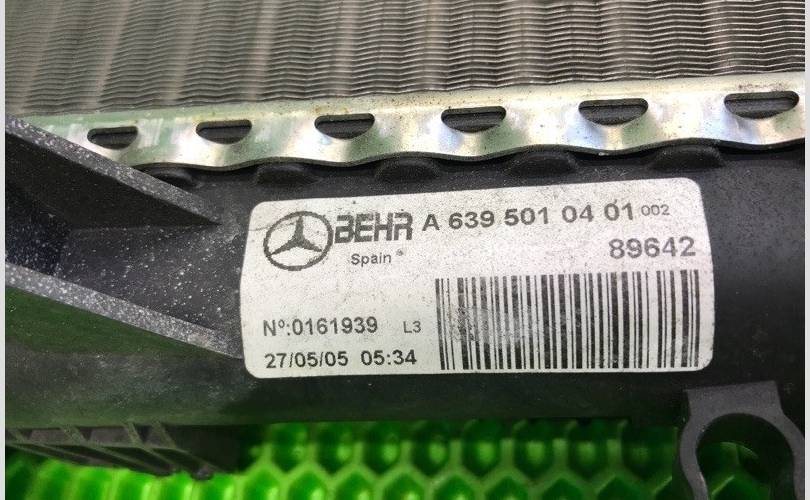 BEHR A 639 501 04 01 002
Spain 89642
Nº:0161939 L3
27/05/05 05:34